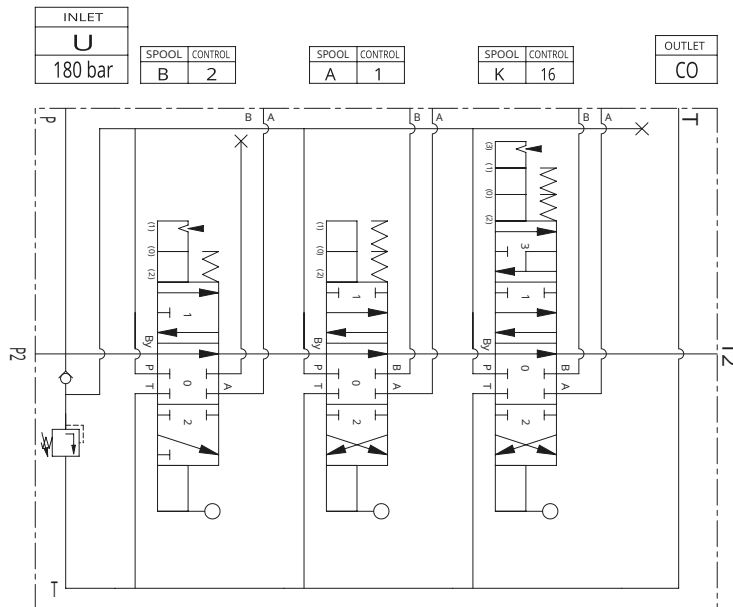 INLET
U
180 bar
SPOOL CONTROL
B 2
SPOOL CONTROL
A 1
SPOOL CONTROL
K 16
OUTLET
CO
P
B A
B A
B A
T
(3)
(1)
(0)
(2)
3
(1)
(0)
(2)
(1)
(0)
(2)
1
1
1
By
By
By
P2
P
T
0
A
P
T
0
B
A
P
T
0
B
A
2
2
2
T